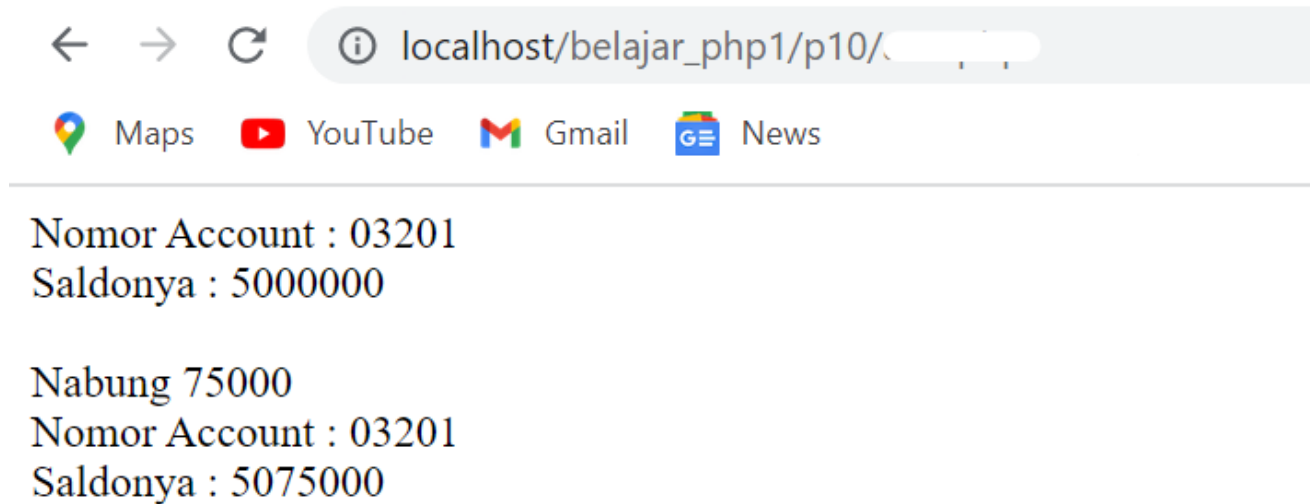 localhost/belajar_php1/p10/
Maps YouTube Gmail News
Nomor Account : 03201
Saldonya : 5000000
Nabung 75000
Nomor Account : 03201
Saldonya : 5075000